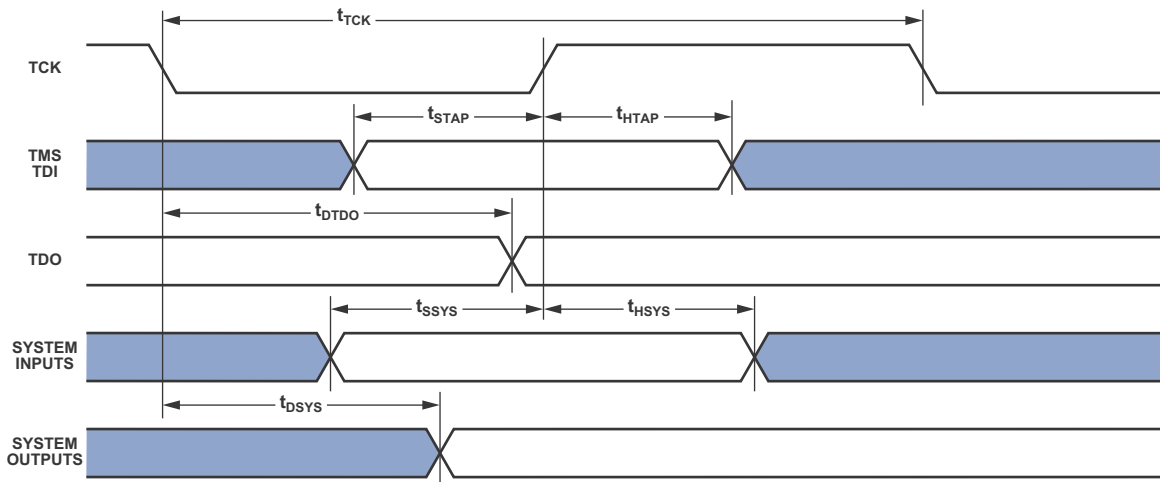 tTCK
TCK
tSTAP
tHTAP
TMS
TDI
tDTDO
TDO
tSSYS
tHSYS
SYSTEM
INPUTS
tDSYS
SYSTEM
OUTPUTS